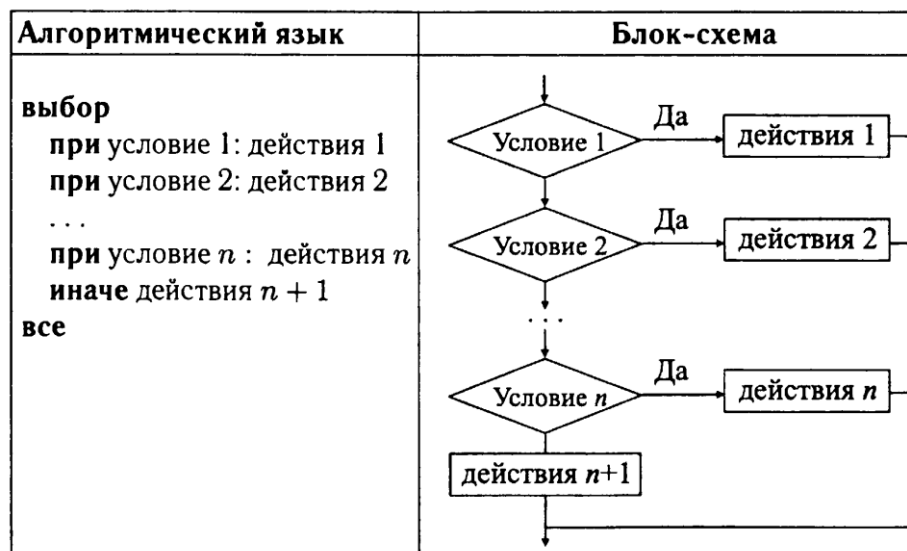 Алгоритмический язык
Блок-схема
выбор
при условие 1: действия 1
при условие 2: действия 2
...
при условие n : действия n
иначе действия n + 1
все
Условие 1
Да
действия 1
Условие 2
Да
действия 2
...
Условие n
Да
действия n
действия n+1